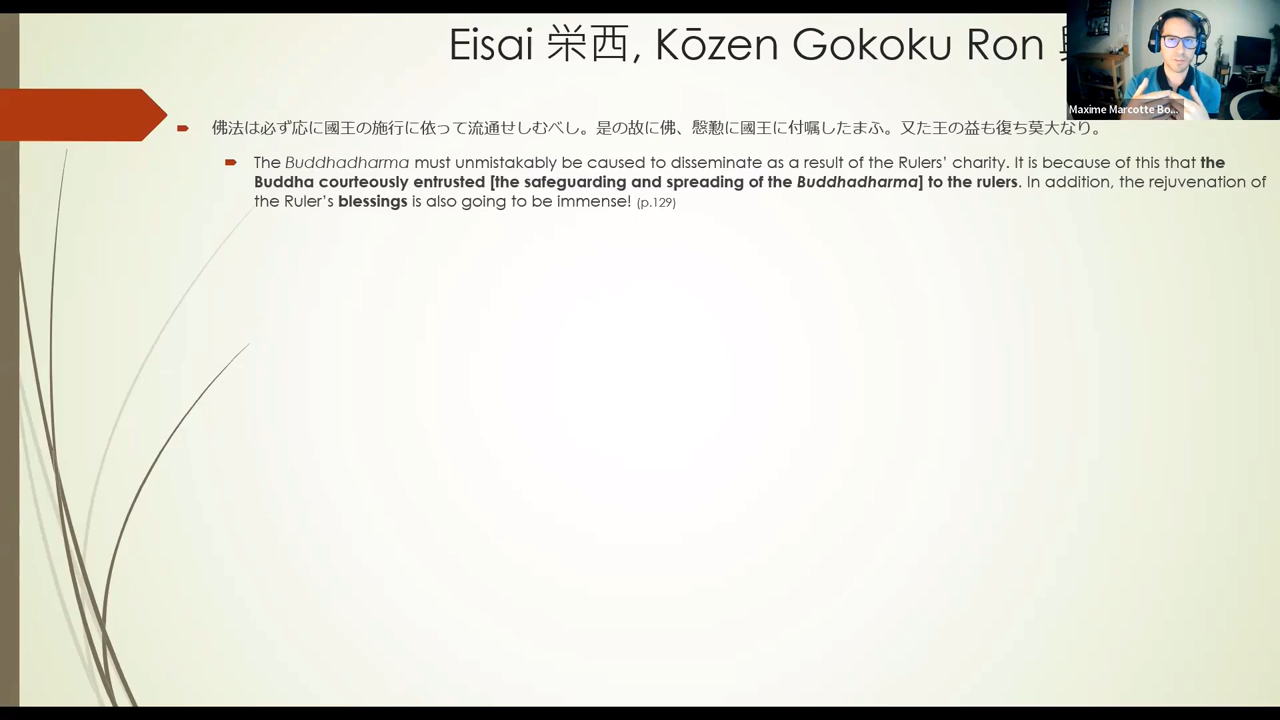 Eisai 栄西, Kōzen Gokoku Ron
Maxime Marcotte Bo...
佛法は必ず応に國王の施行に依って流通せしむべし。是の故に佛、慇懃に國王に付嘱したまふ。又た王の益も復ち莫大なり。
The Buddhadharma must unmistakably be caused to disseminate as a result of the Rulers’ charity. It is because of this that the
Buddha courteously entrusted [the safeguarding and spreading of the Buddhadharma] to the rulers. In addition, the rejuvenation of
the Ruler’s blessings is also going to be immense! (p.129)